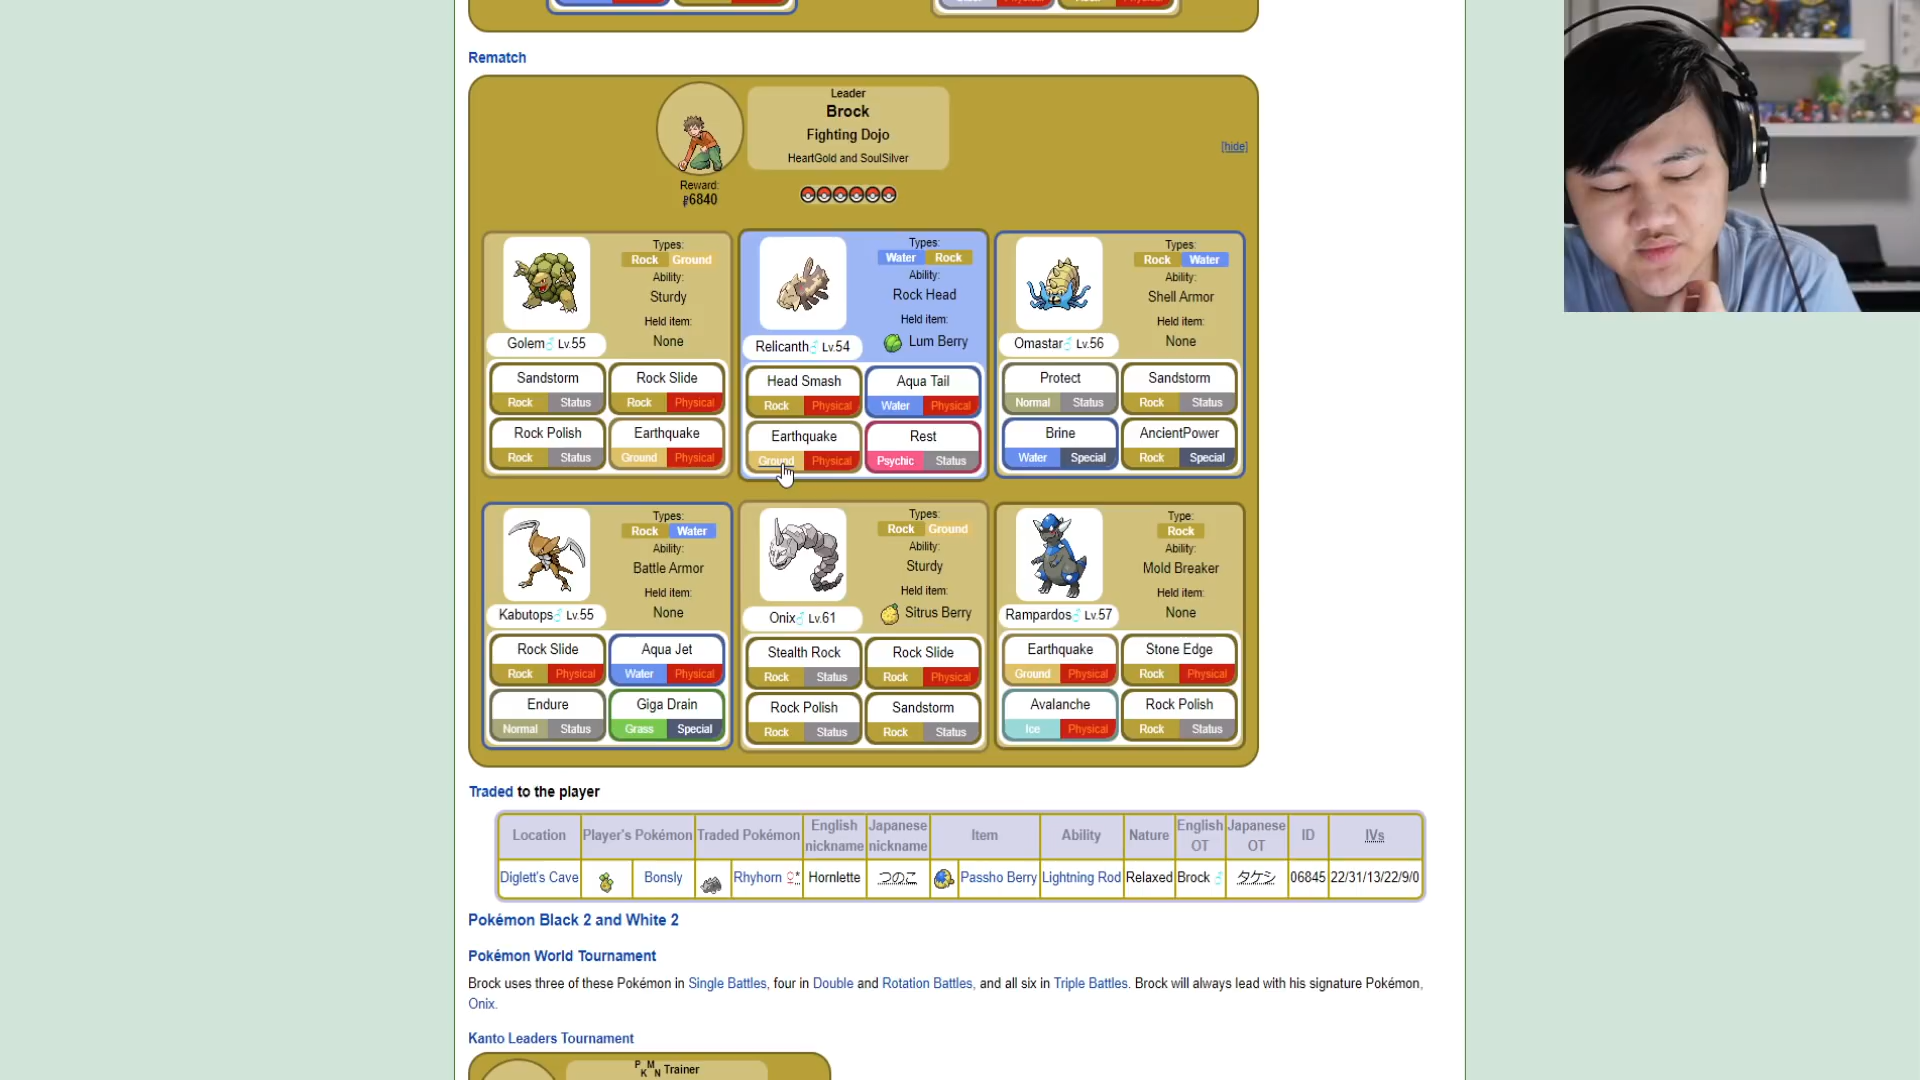 Rematch
Leader
Brock
Fighting Dojo
HeartGold and SoulSilver
[hide]
Reward:
₽6840
Types:
Rock Ground
Ability:
Sturdy
Held item:
None
Golem♂ Lv.55
Sandstorm
Rock Status
Rock Slide
Rock Physical
Rock Polish
Rock Status
Earthquake
Ground Physical
Types:
Water Rock
Ability:
Rock Head
Held item:
Lum Berry
Relicanth♂ Lv.54
Head Smash
Rock Physical
Aqua Tail
Water Physical
Earthquake
Ground Physical
Rest
Psychic Status
Types:
Rock Water
Ability:
Shell Armor
Held item:
None
Omastar♂ Lv.56
Protect
Normal Status
Sandstorm
Rock Status
Brine
Water Special
AncientPower
Rock Special
Types:
Rock Water
Ability:
Battle Armor
Held item:
None
Kabutops♂ Lv.55
Rock Slide
Rock Physical
Aqua Jet
Water Physical
Endure
Normal Status
Giga Drain
Grass Special
Types:
Rock Ground
Ability:
Sturdy
Held item:
Sitrus Berry
Onix♂ Lv.61
Stealth Rock
Rock Status
Rock Slide
Rock Physical
Rock Polish
Rock Status
Sandstorm
Rock Status
Type:
Rock
Ability:
Mold Breaker
Held item:
None
Rampardos♂ Lv.57
Earthquake
Ground Physical
Stone Edge
Rock Physical
Avalanche
Ice Physical
Rock Polish
Rock Status
Traded to the player
Location Player's Pokémon Traded Pokémon English nickname Japanese nickname Item Ability Nature English OT Japanese OT ID IVs
Diglett's Cave Bonsly Rhyhorn ♀* Hornlette つのこ Passho Berry Lightning Rod Relaxed Brock ♂ タケシ 06845 22/31/13/22/9/0
Pokémon Black 2 and White 2
Pokémon World Tournament
Brock uses three of these Pokémon in Single Battles, four in Double and Rotation Battles, and all six in Triple Battles. Brock will always lead with his signature Pokémon,
Onix.
Kanto Leaders Tournament
PKMN Trainer